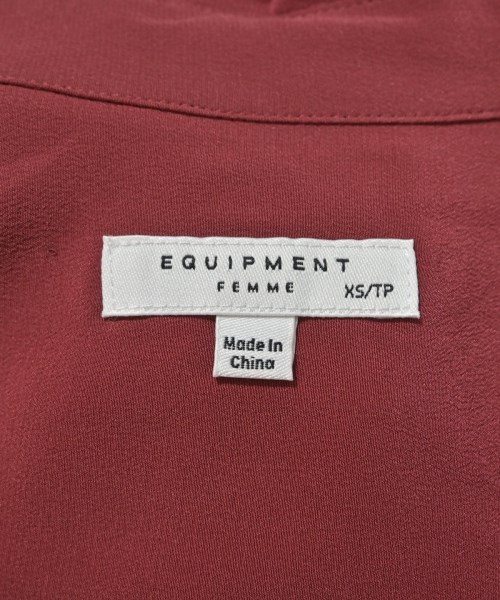 EQUIPMENT
FEMME XS/TP
Made In
China